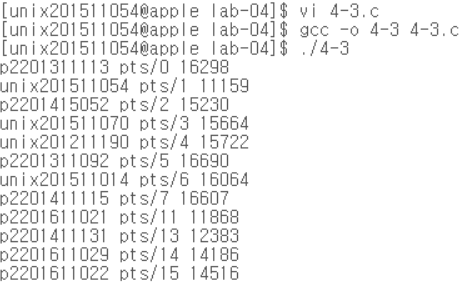 [unix201511054@apple lab-04]$ vi 4-3.c
[unix201511054@apple lab-04]$ gcc -o 4-3 4-3.c
[unix201511054@apple lab-04]$ ./4-3
p2201311113 pts/0 16298
unix201511054 pts/1 11159
p2201415052 pts/2 15230
unix201511070 pts/3 15664
unix201211190 pts/4 15722
p2201311092 pts/5 16690
unix201511014 pts/6 16064
p2201411115 pts/7 16607
p2201611021 pts/11 11868
p2201411131 pts/13 12383
p2201611029 pts/14 14186
p2201611022 pts/15 14516